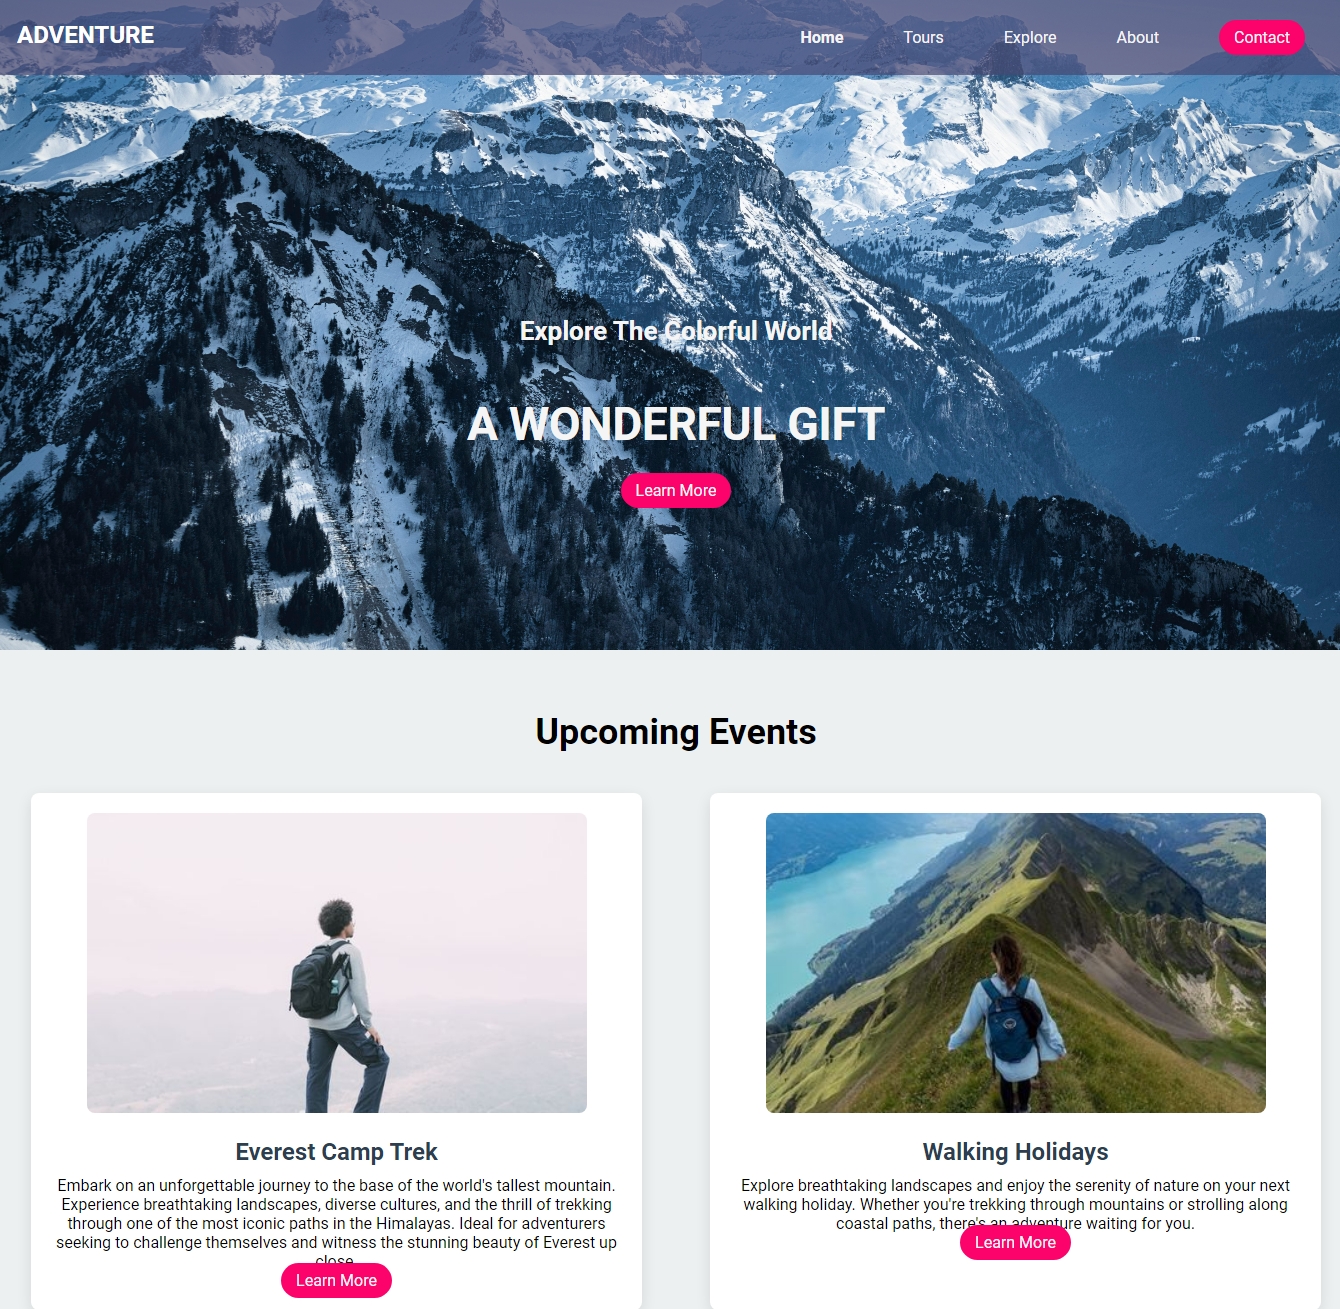 ADVENTURE
Home Tours Explore About Contact
Explore The Colorful World
A WONDERFUL GIFT
Learn More
Upcoming Events
Everest Camp Trek
Embark on an unforgettable journey to the base of the world's tallest mountain.
Experience breathtaking landscapes, diverse cultures, and the thrill of trekking
through one of the most iconic paths in the Himalayas. Ideal for adventurers
seeking to challenge themselves and witness the stunning beauty of Everest up
close.
Learn More
Walking Holidays
Explore breathtaking landscapes and enjoy the serenity of nature on your next
walking holiday. Whether you're trekking through mountains or strolling along
coastal paths, there's an adventure waiting for you.
Learn More